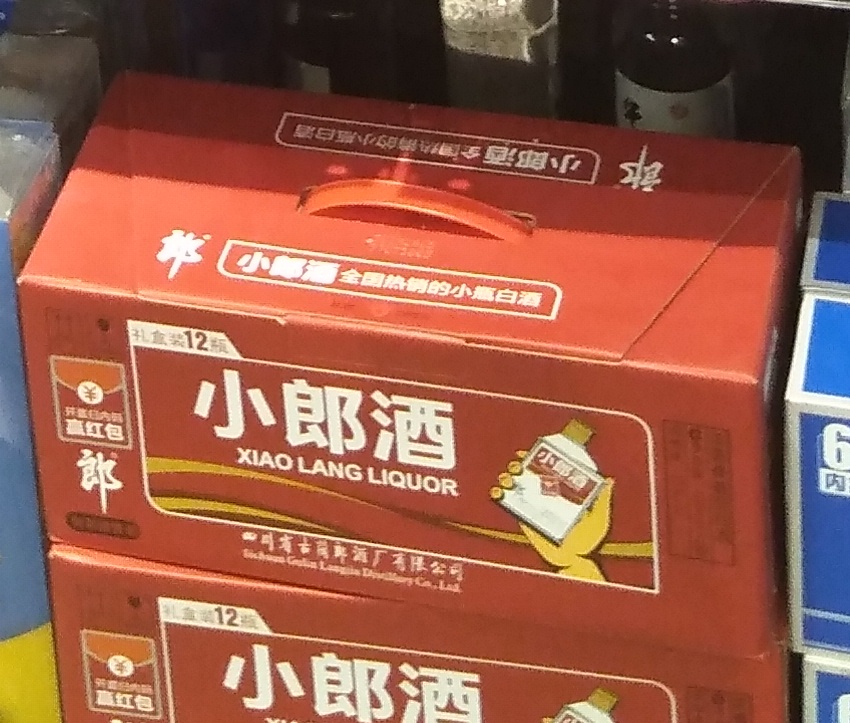 小郎酒 全国热销的小瓶白酒
郎
郎
小郎酒 全国热销的小瓶白酒
礼盒装12瓶
开盖扫内码
赢红包
郎
小郎酒
XIAO LANG LIQUOR
小郎酒
四川省古蔺郎酒厂有限公司
Sichuan Gulin Langjiu Distillery Co., Ltd.
6
礼盒装12瓶
开盖扫内码
赢红包
小郎酒